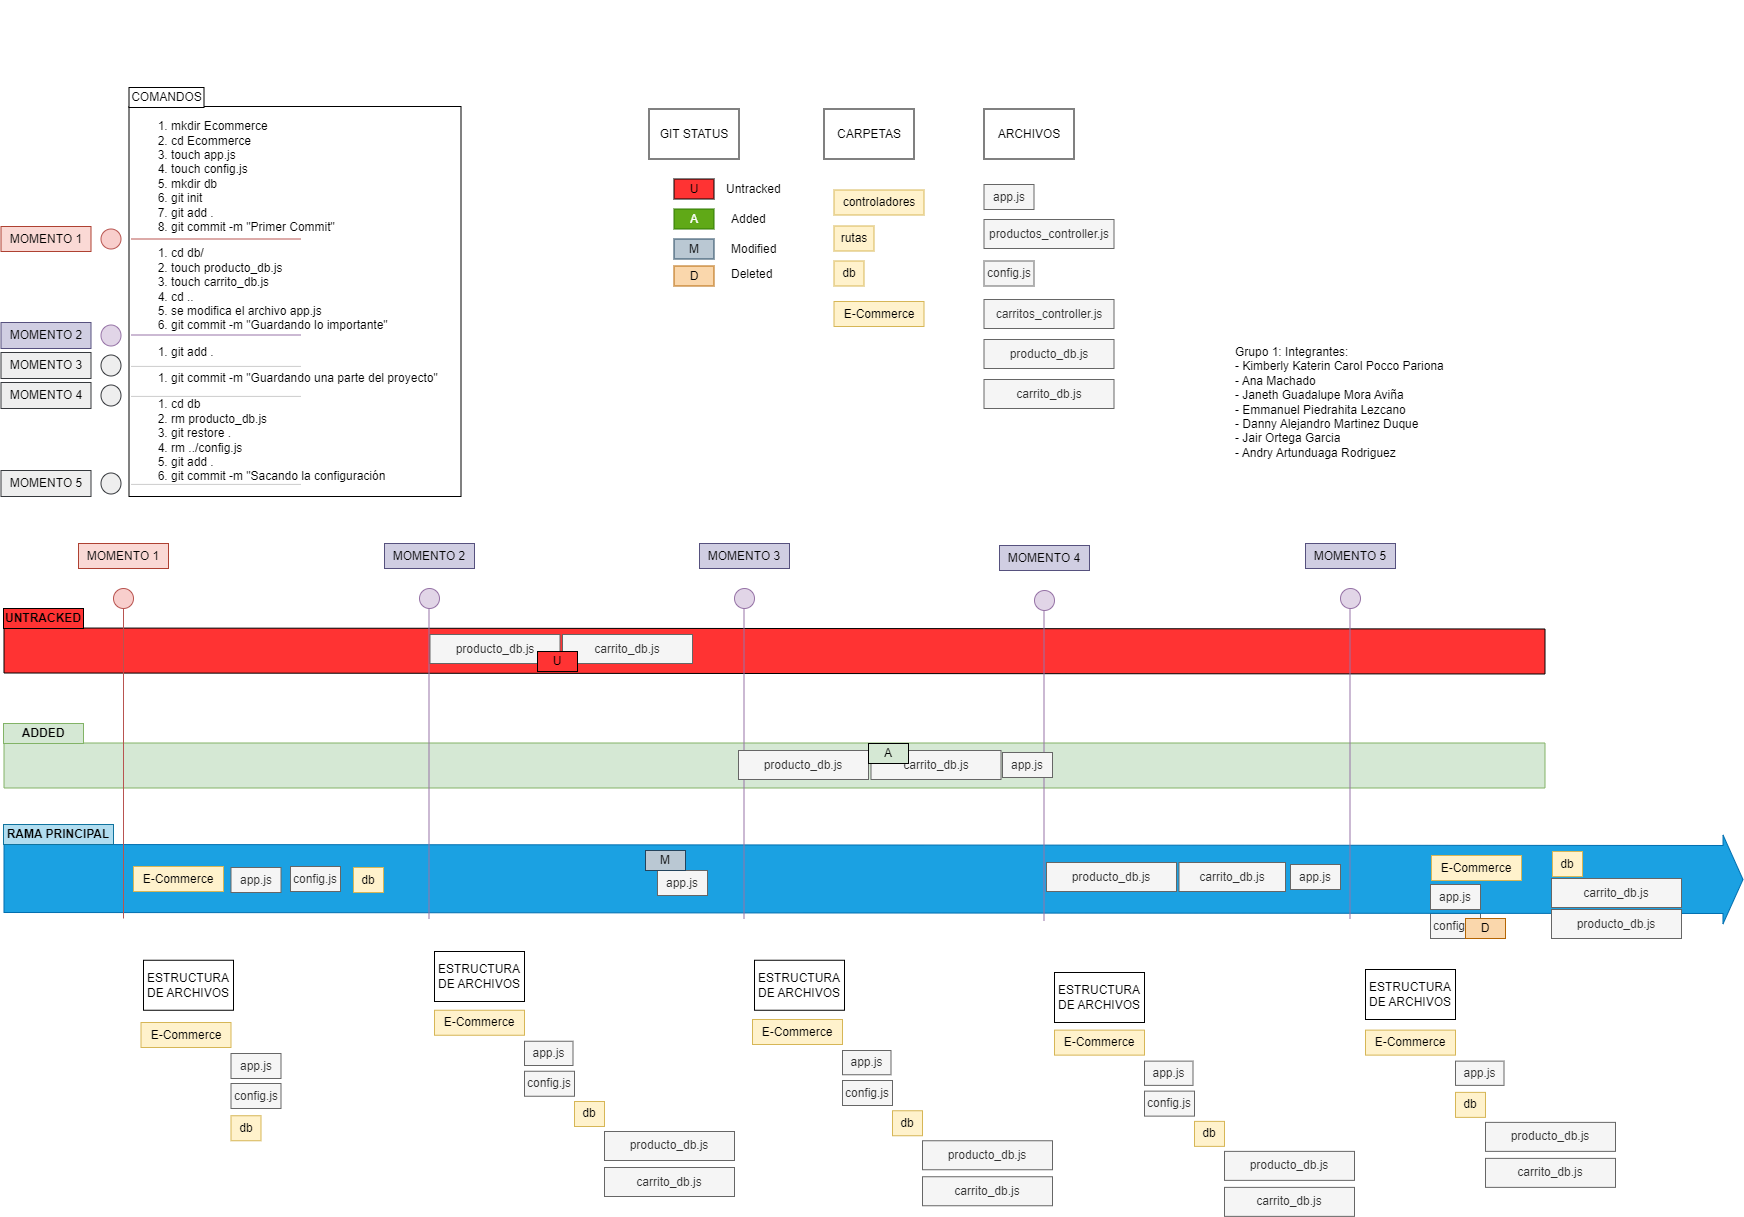 COMANDOS
1. mkdir Ecommerce
2. cd Ecommerce
3. touch app.js
4. touch config.js
5. mkdir db
6. git init
7. git add .
8. git commit -m "Primer Commit"
MOMENTO 1
1. cd db/
2. touch producto_db.js
3. touch carrito_db.js
4. cd ..
5. se modifica el archivo app.js
6. git commit -m "Guardando lo importante"
MOMENTO 2
1. git add .
MOMENTO 3
1. git commit -m "Guardando una parte del proyecto"
MOMENTO 4
1. cd db
2. rm producto_db.js
3. git restore .
4. rm ../config.js
5. git add .
6. git commit -m "Sacando la configuración
MOMENTO 5
GIT STATUS
U Untracked
A Added
M Modified
D Deleted
CARPETAS
controladores
rutas
db
E-Commerce
ARCHIVOS
app.js
productos_controller.js
config.js
carritos_controller.js
producto_db.js
carrito_db.js
Grupo 1: Integrantes:
- Kimberly Katerin Carol Pocco Pariona
- Ana Machado
- Janeth Guadalupe Mora Aviña
- Emmanuel Piedrahita Lezcano
- Danny Alejandro Martinez Duque
- Jair Ortega Garcia
- Andry Artunduaga Rodriguez
MOMENTO 1
MOMENTO 2
MOMENTO 3
MOMENTO 4
MOMENTO 5
UNTRACKED
producto_db.js
carrito_db.js
U
ADDED
A
producto_db.js
carrito_db.js
app.js
RAMA PRINCIPAL
E-Commerce
app.js
config.js
db
M
app.js
producto_db.js
carrito_db.js
app.js
E-Commerce
app.js
config
D
db
carrito_db.js
producto_db.js
ESTRUCTURA
DE ARCHIVOS
E-Commerce
app.js
config.js
db
ESTRUCTURA
DE ARCHIVOS
E-Commerce
app.js
config.js
db
producto_db.js
carrito_db.js
ESTRUCTURA
DE ARCHIVOS
E-Commerce
app.js
config.js
db
producto_db.js
carrito_db.js
ESTRUCTURA
DE ARCHIVOS
E-Commerce
app.js
config.js
db
producto_db.js
carrito_db.js
ESTRUCTURA
DE ARCHIVOS
E-Commerce
app.js
db
producto_db.js
carrito_db.js